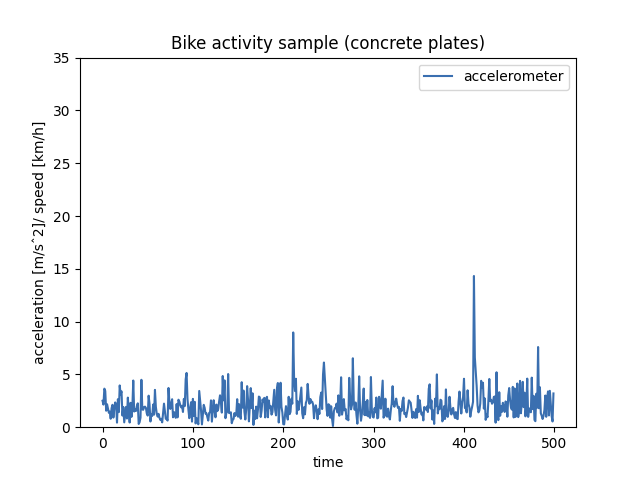 Bike activity sample (concrete plates)
accelerometer
35
30
25
20
15
10
5
0
acceleration [m/sˆ2]/ speed [km/h]
0 100 200 300 400 500
time